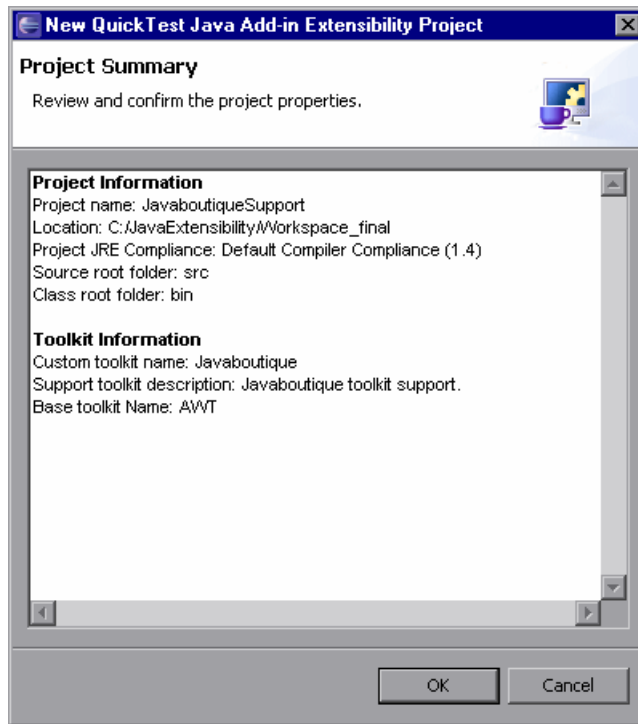 New QuickTest Java Add-in Extensibility Project
Project Summary
Review and confirm the project properties.
Project Information
Project name: JavaboutiqueSupport
Location: C:/JavaExtensibility/Workspace_final
Project JRE Compliance: Default Compiler Compliance (1.4)
Source root folder: src
Class root folder: bin
Toolkit Information
Custom toolkit name: Javaboutique
Support toolkit description: Javaboutique toolkit support.
Base toolkit Name: AWT
OK
Cancel